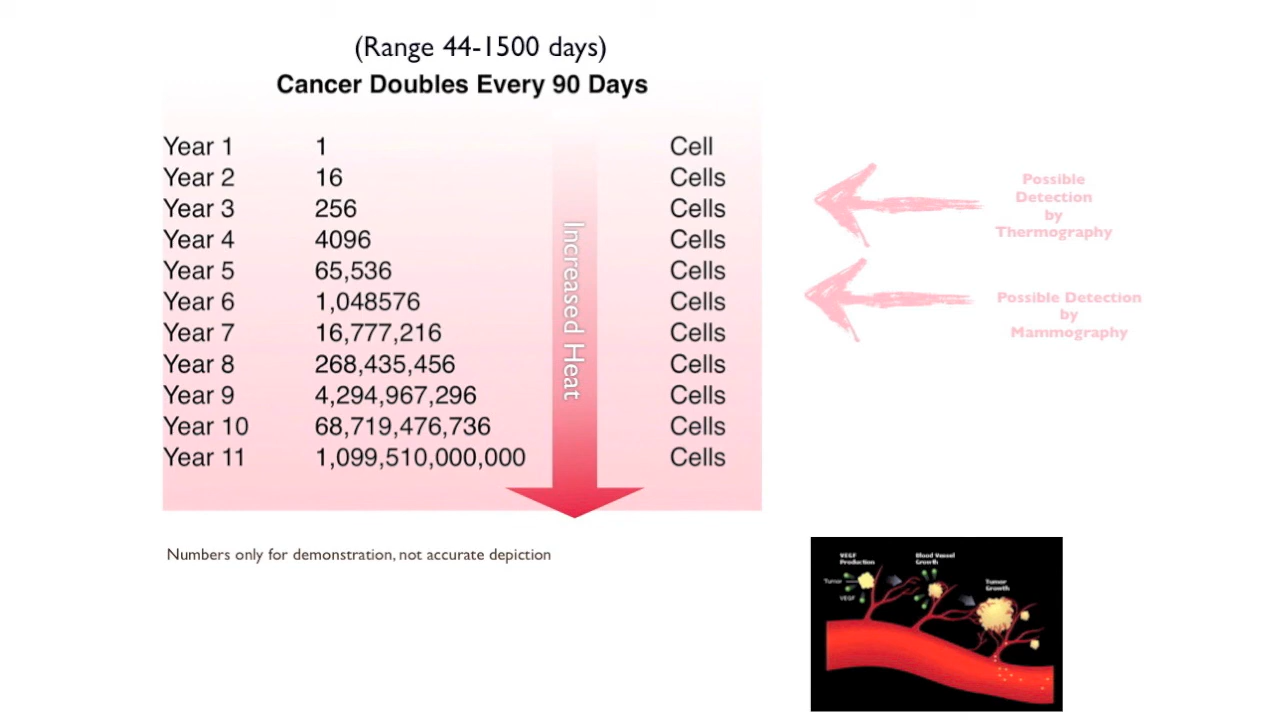 (Range 44-1500 days)
Cancer Doubles Every 90 Days
Year 1 1 Cell
Year 2 16 Cells
Year 3 256 Cells
Year 4 4096 Cells
Year 5 65,536 Cells
Year 6 1,048576 Cells
Year 7 16,777,216 Cells
Year 8 268,435,456 Cells
Year 9 4,294,967,296 Cells
Year 10 68,719,476,736 Cells
Year 11 1,099,510,000,000 Cells
Increased Heat
Possible
Detection
by
Thermography
Possible Detection
by
Mammography
Numbers only for demonstration, not accurate depiction
VEGF
Production
Blood Vessel
Growth
Tumor
Growth
Tumor
VEGF